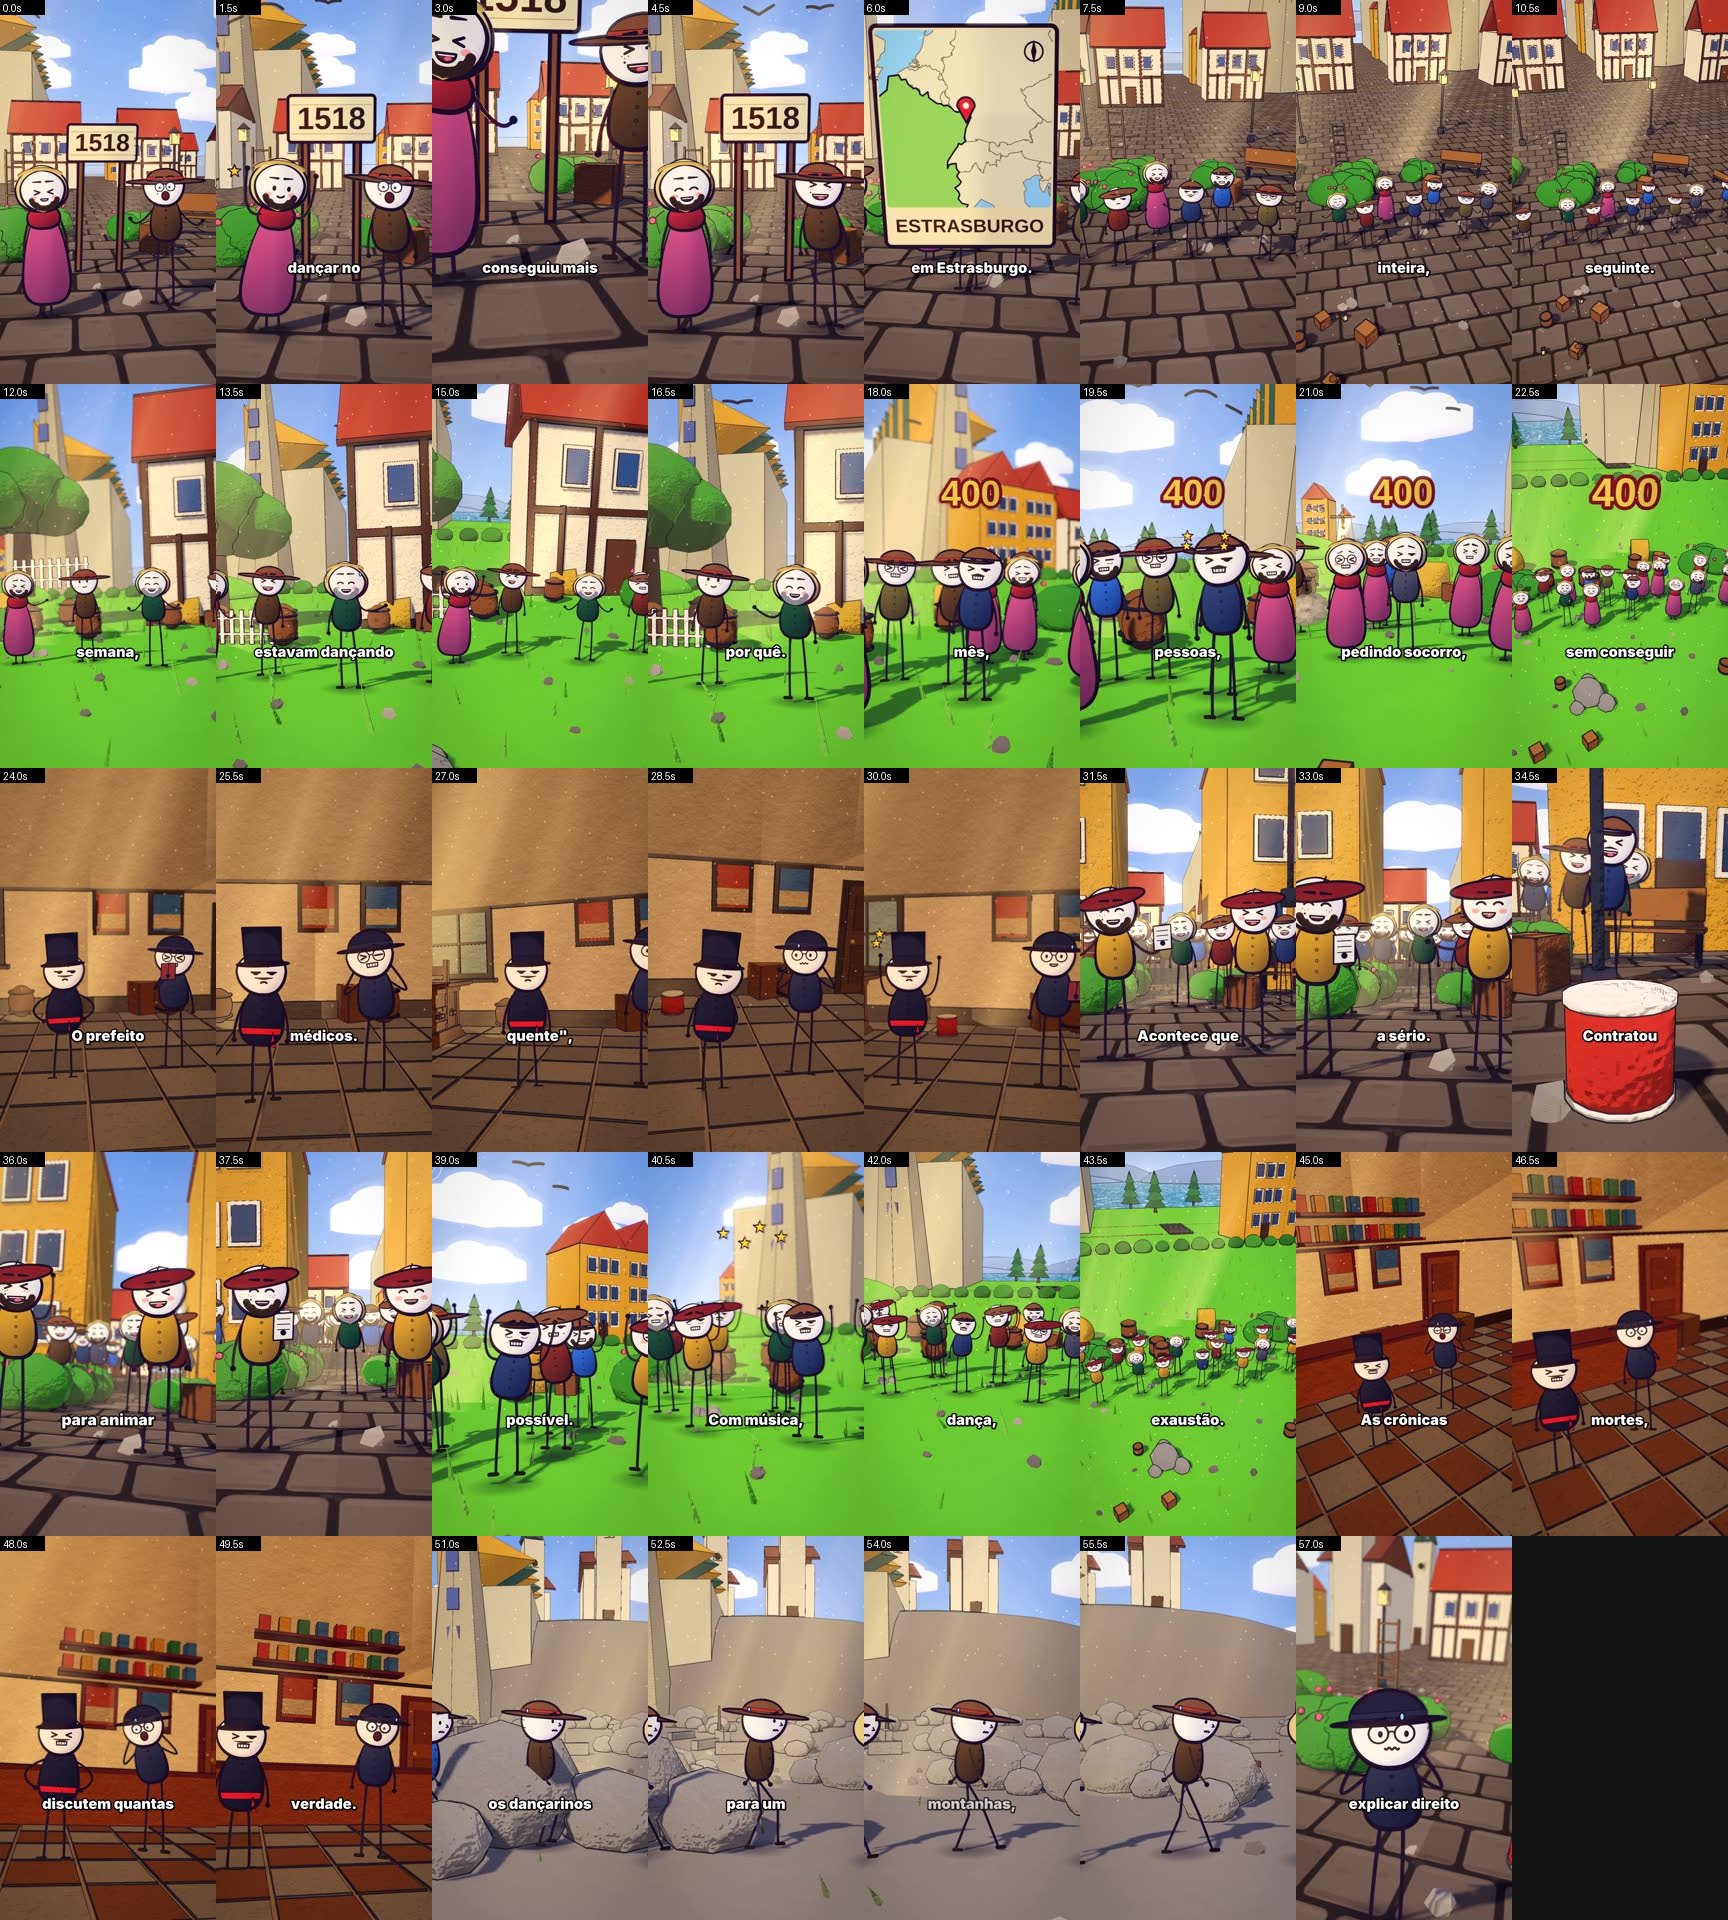 0.0s
1.5s
3.0s
4.5s
6.0s
7.5s
9.0s
10.5s
1518
1518
1518
1518
ESTRASBURGO
dançar no
conseguiu mais
em Estrasburgo.
inteira,
seguinte.
12.0s
13.5s
15.0s
16.5s
18.0s
19.5s
21.0s
22.5s
400
400
400
400
semana,
estavam dançando
por quê.
mês,
pessoas,
pedindo socorro,
sem conseguir
24.0s
25.5s
27.0s
28.5s
30.0s
31.5s
33.0s
34.5s
O prefeito
médicos.
quente",
Acontece que
a sério.
Contratou
36.0s
37.5s
39.0s
40.5s
42.0s
43.5s
45.0s
46.5s
para animar
possível.
Com música,
dança,
exaustão.
As crônicas
mortes,
48.0s
49.5s
51.0s
52.5s
54.0s
55.5s
57.0s
discutem quantas
verdade.
os dançarinos
para um
montanhas,
explicar direito